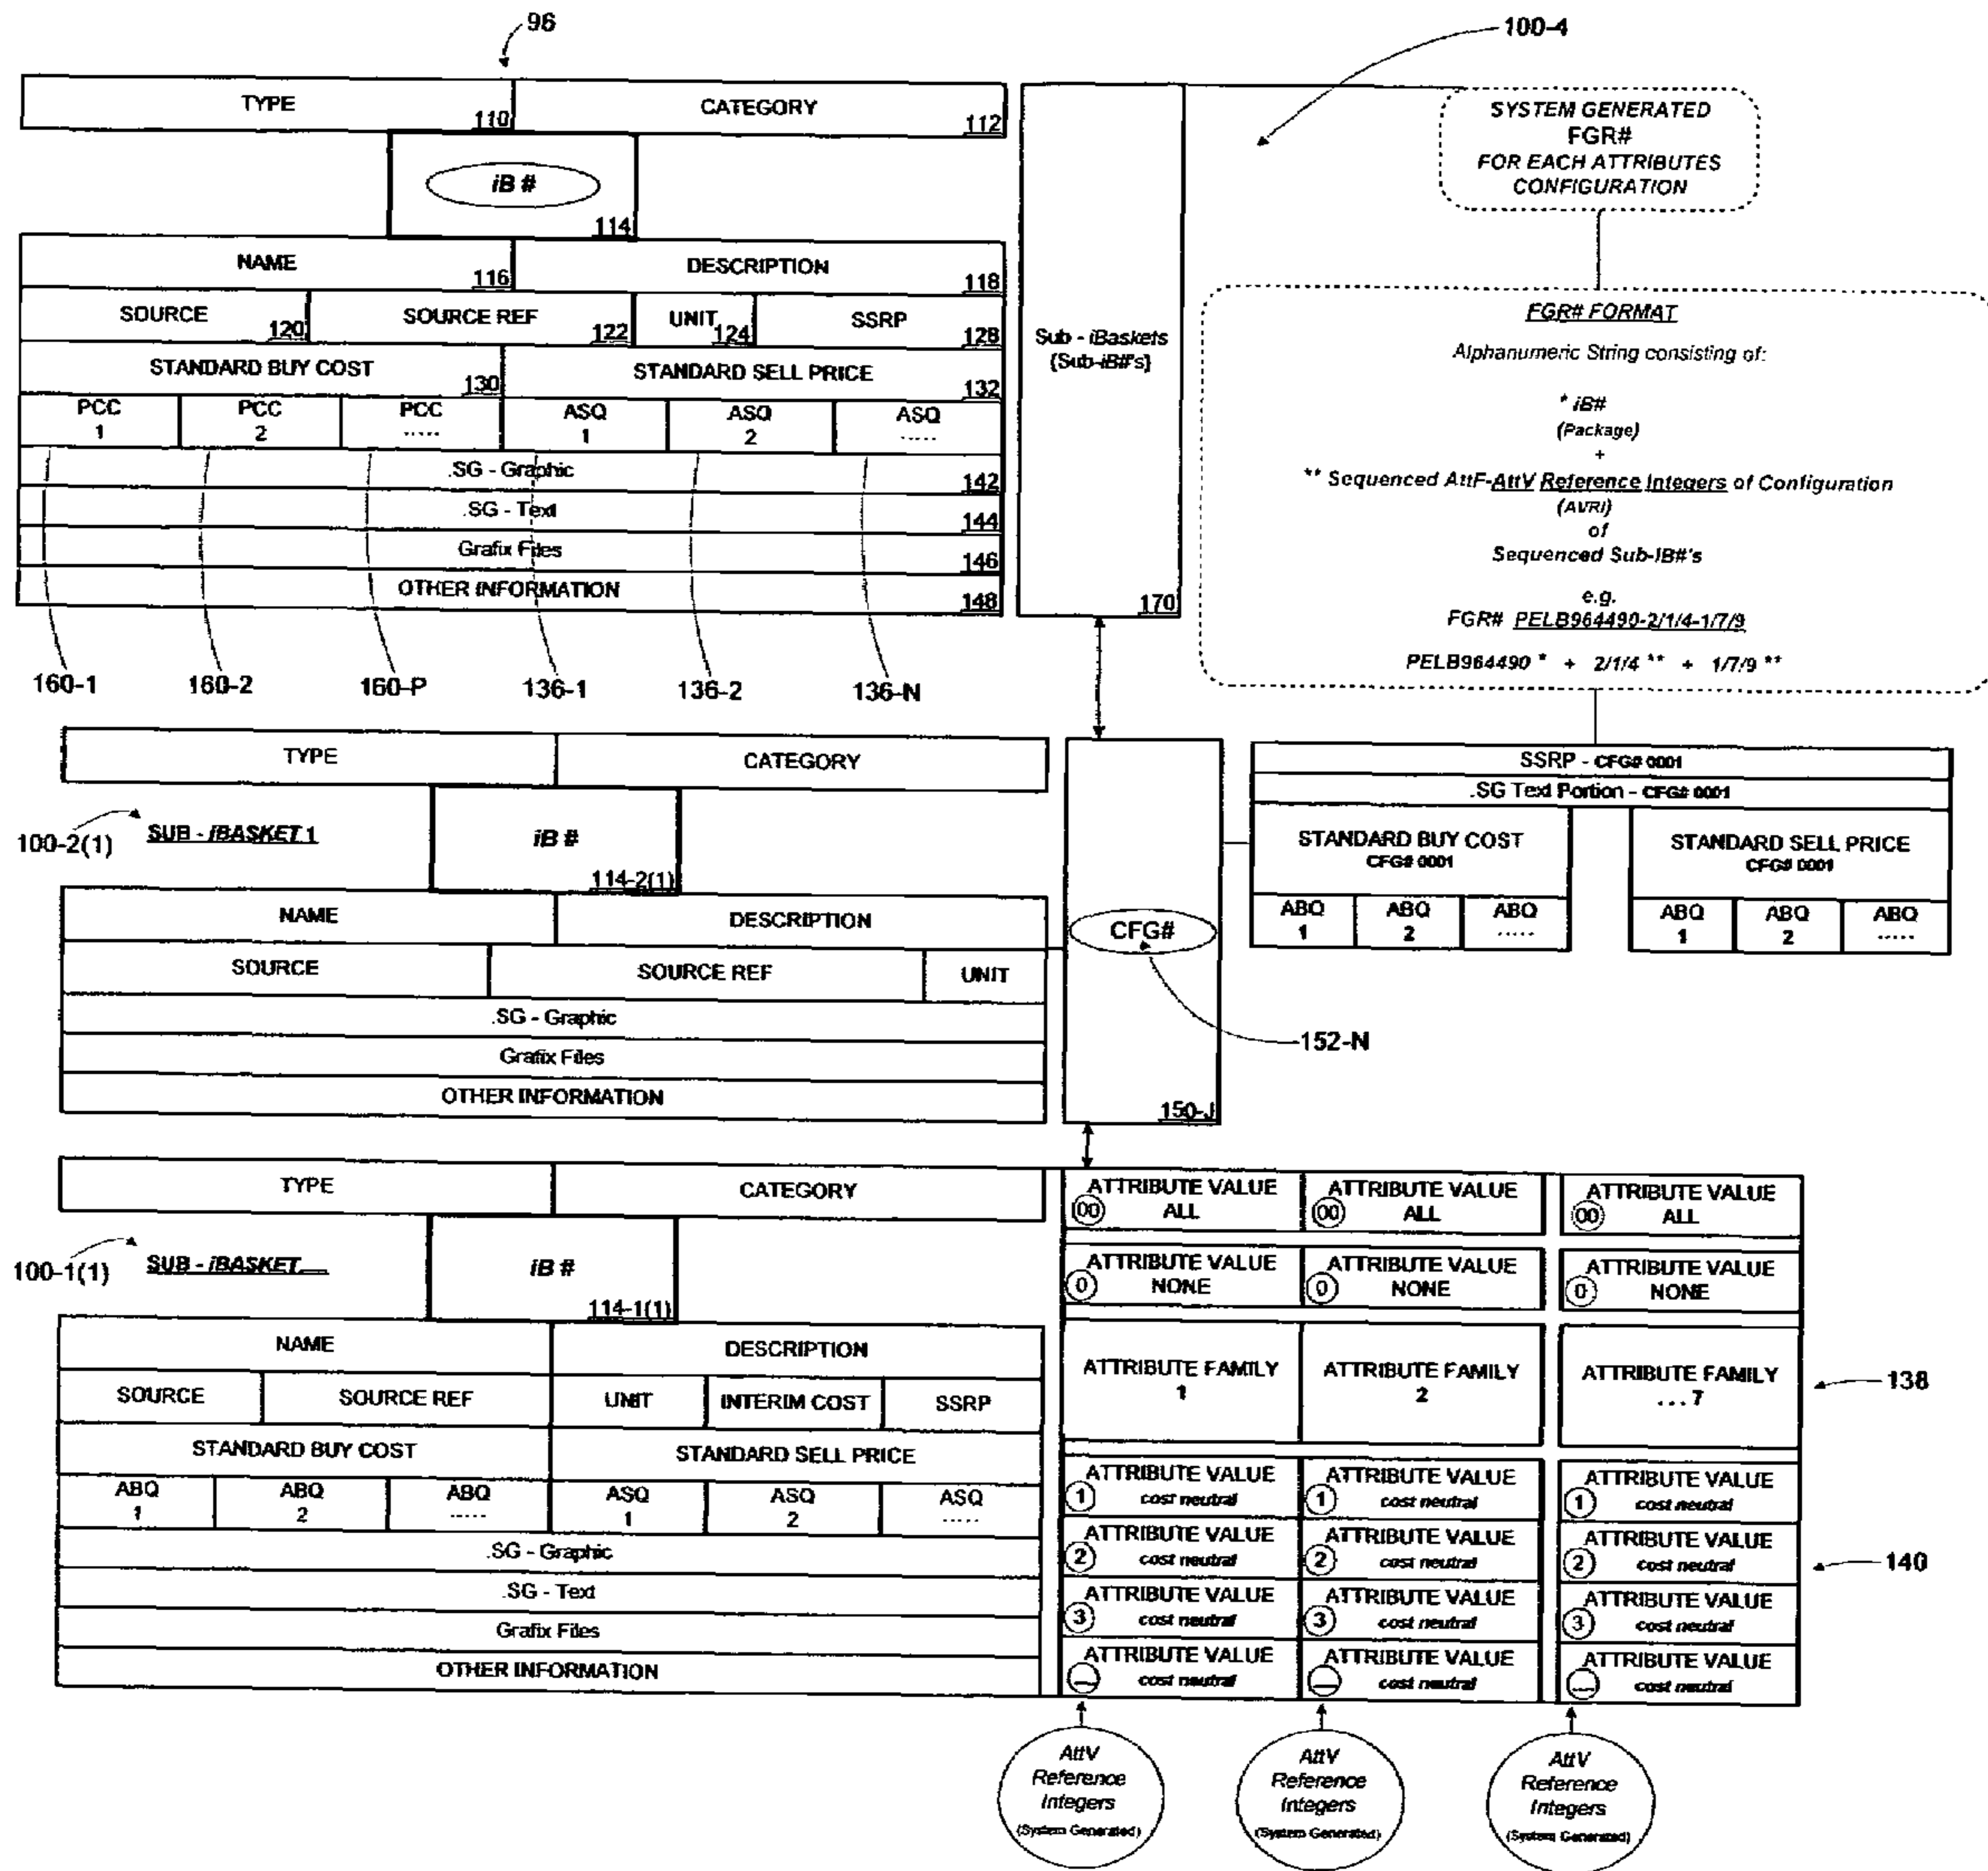 96
100-4
TYPE 110
CATEGORY 112
iB # 114
NAME 116
DESCRIPTION 118
SOURCE 120
SOURCE REF 122
UNIT 124
SSRP 128
STANDARD BUY COST 130
STANDARD SELL PRICE 132
PCC 1
PCC 2
PCC .....
ASQ 1
ASQ 2
ASQ .....
.SG - Graphic 142
.SG - Text 144
Grafix Files 146
OTHER INFORMATION 148
160-1
160-2
160-P
136-1
136-2
136-N
Sub - iBaskets
{Sub-iB#'s}
170
SYSTEM GENERATED
FGR#
FOR EACH ATTRIBUTES
CONFIGURATION
FGR# FORMAT
Alphanumeric String consisting of:
* iB#
(Package)
+
** Sequenced AttF-AttV Reference Integers of Configuration
(AVRI)
of
Sequenced Sub-IB#'s
e.g.
FGR# PELB964490-2/1/4-1/7/9
PELB964490 * + 2/1/4 ** + 1/7/9 **
TYPE
CATEGORY
100-2(1)
SUB - iBASKET 1
iB #
114-2(1)
NAME
DESCRIPTION
SOURCE
SOURCE REF
UNIT
.SG - Graphic
Grafix Files
OTHER INFORMATION
CFG#
152-N
150-J
SSRP - CFG# 0001
.SG Text Portion - CFG# 0001
STANDARD BUY COST
CFG# 0001
STANDARD SELL PRICE
CFG# 0001
ABQ 1
ABQ 2
ABQ .....
ABQ 1
ABQ 2
ABQ .....
TYPE
CATEGORY
100-1(1)
SUB - iBASKET __
iB #
114-1(1)
NAME
DESCRIPTION
SOURCE
SOURCE REF
UNIT
INTERIM COST
SSRP
STANDARD BUY COST
STANDARD SELL PRICE
ABQ 1
ABQ 2
ABQ .....
ASQ 1
ASQ 2
ASQ .....
.SG - Graphic
.SG - Text
Grafix Files
OTHER INFORMATION
ATTRIBUTE VALUE
00 ALL
ATTRIBUTE VALUE
00 ALL
ATTRIBUTE VALUE
00 ALL
ATTRIBUTE VALUE
0 NONE
ATTRIBUTE VALUE
0 NONE
ATTRIBUTE VALUE
0 NONE
ATTRIBUTE FAMILY
1
ATTRIBUTE FAMILY
2
ATTRIBUTE FAMILY
...7
138
ATTRIBUTE VALUE
1 cost neutral
ATTRIBUTE VALUE
1 cost neutral
ATTRIBUTE VALUE
1 cost neutral
ATTRIBUTE VALUE
2 cost neutral
ATTRIBUTE VALUE
2 cost neutral
ATTRIBUTE VALUE
2 cost neutral
140
ATTRIBUTE VALUE
3 cost neutral
ATTRIBUTE VALUE
3 cost neutral
ATTRIBUTE VALUE
3 cost neutral
ATTRIBUTE VALUE
__ cost neutral
ATTRIBUTE VALUE
__ cost neutral
ATTRIBUTE VALUE
__ cost neutral
AttV
Reference
Integers
(System Generated)
AttV
Reference
Integers
(System Generated)
AttV
Reference
Integers
(System Generated)